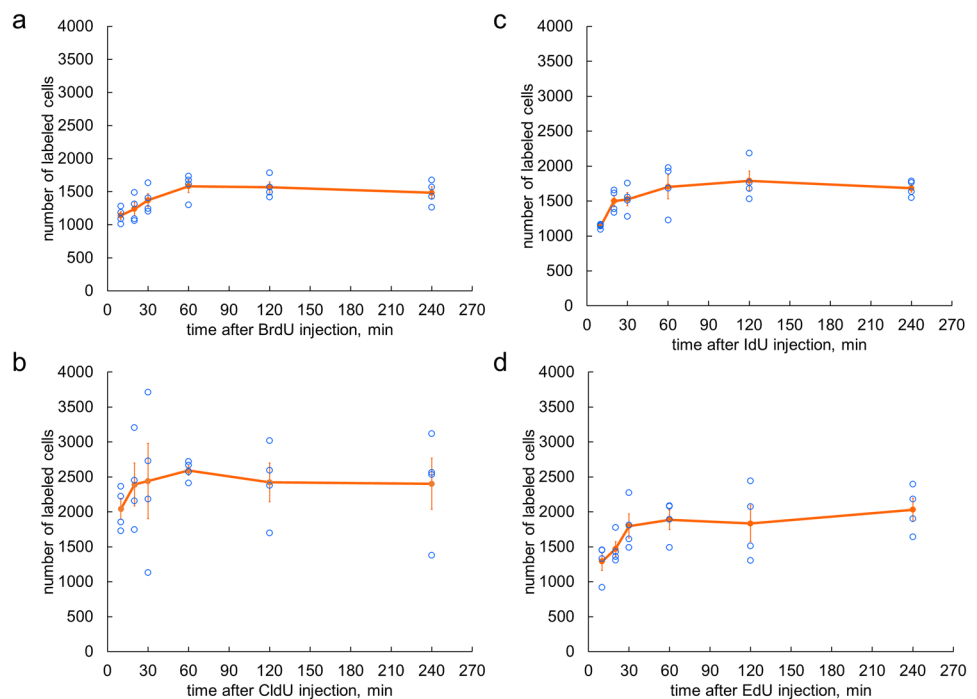 a
number of labeled cells
4000
3500
3000
2500
2000
1500
1000
500
0
0 30 60 90 120 150 180 210 240 270
time after BrdU injection, min
c
number of labeled cells
4000
3500
3000
2500
2000
1500
1000
500
0
0 30 60 90 120 150 180 210 240 270
time after IdU injection, min
b
number of labeled cells
4000
3500
3000
2500
2000
1500
1000
500
0
0 30 60 90 120 150 180 210 240 270
time after CldU injection, min
d
number of labeled cells
4000
3500
3000
2500
2000
1500
1000
500
0
0 30 60 90 120 150 180 210 240 270
time after EdU injection, min